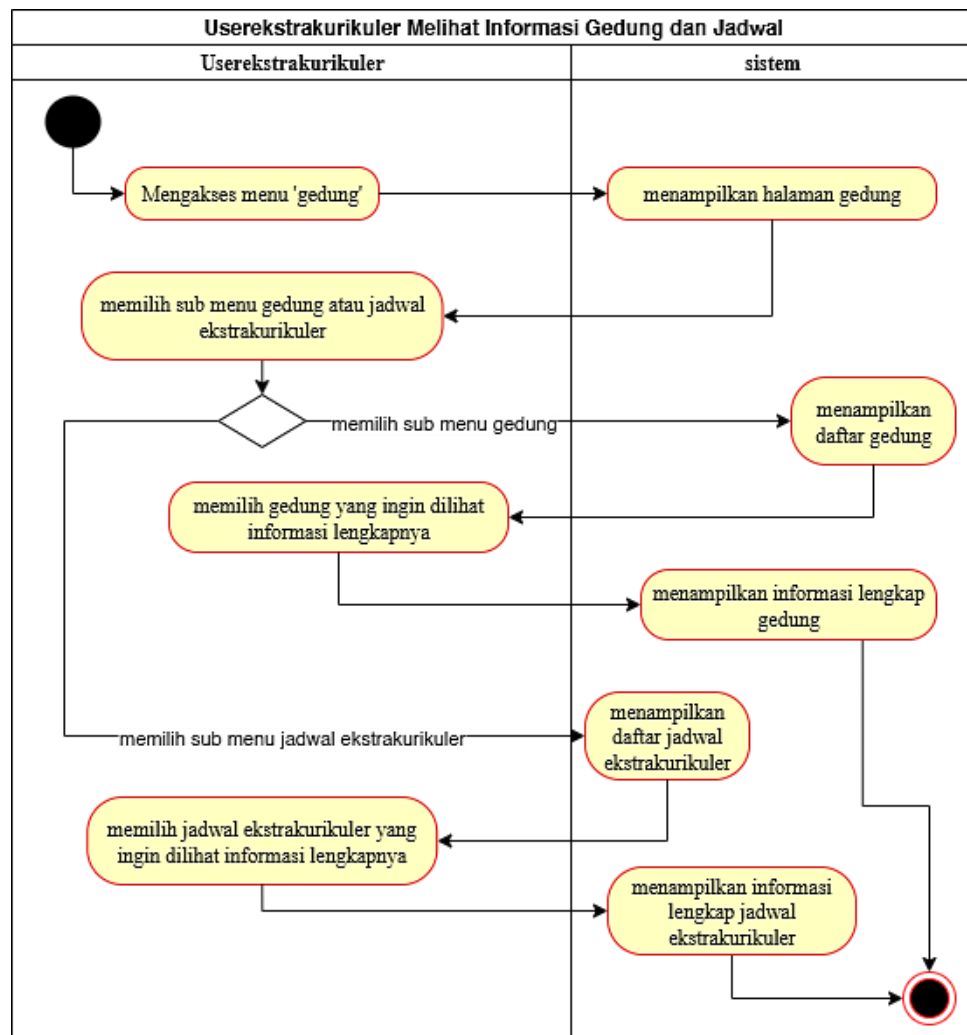 Userekstrakurikuler Melihat Informasi Gedung dan Jadwal
Userekstrakurikuler
sistem
Mengakses menu 'gedung'
menampilkan halaman gedung
memilih sub menu gedung atau jadwal
ekstrakurikuler
memilih sub menu gedung
menampilkan
daftar gedung
memilih gedung yang ingin dilihat
informasi lengkapnya
menampilkan informasi lengkap
gedung
memilih sub menu jadwal ekstrakurikuler
menampilkan
daftar jadwal
ekstrakurikuler
memilih jadwal ekstrakurikuler yang
ingin dilihat informasi lengkapnya
menampilkan informasi
lengkap jadwal
ekstrakurikuler